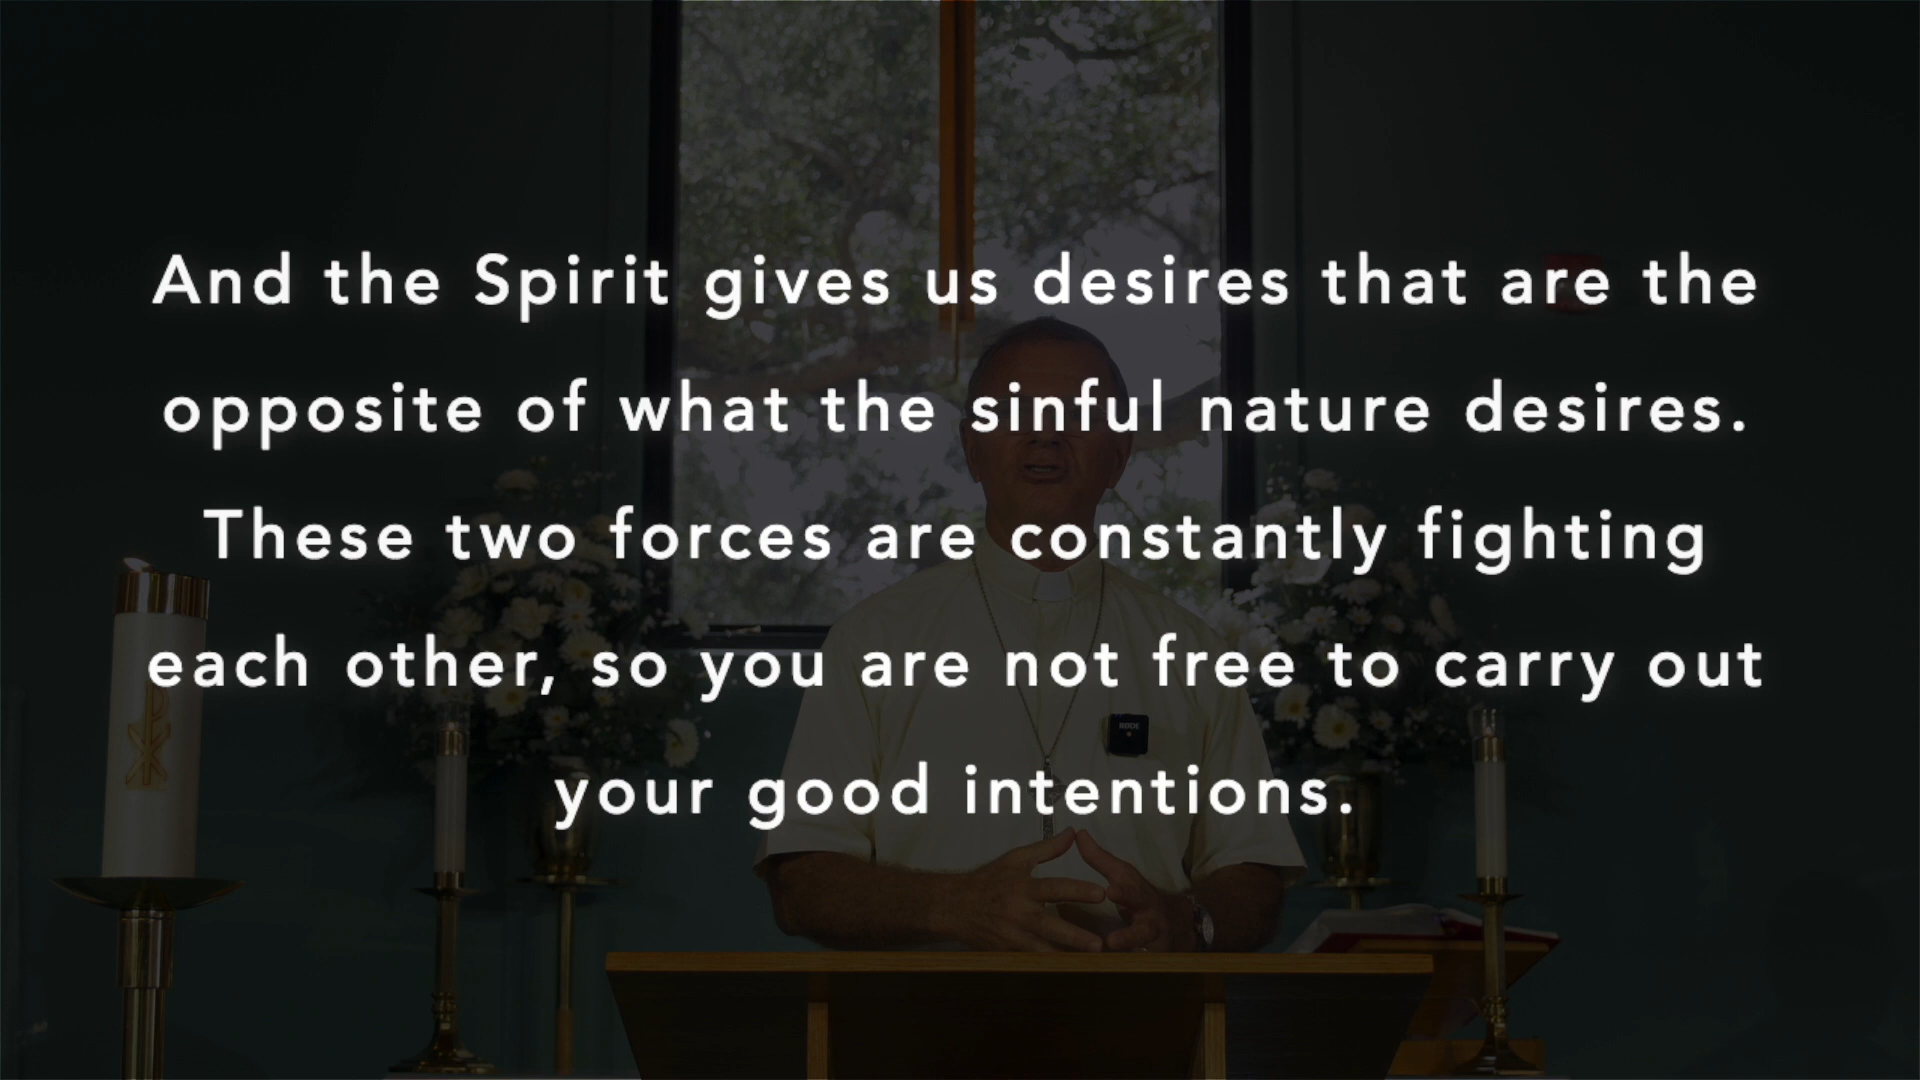 And the Spirit gives us desires that are the
opposite of what the sinful nature desires.
These two forces are constantly fighting
each other, so you are not free to carry out
your good intentions.
RØDE